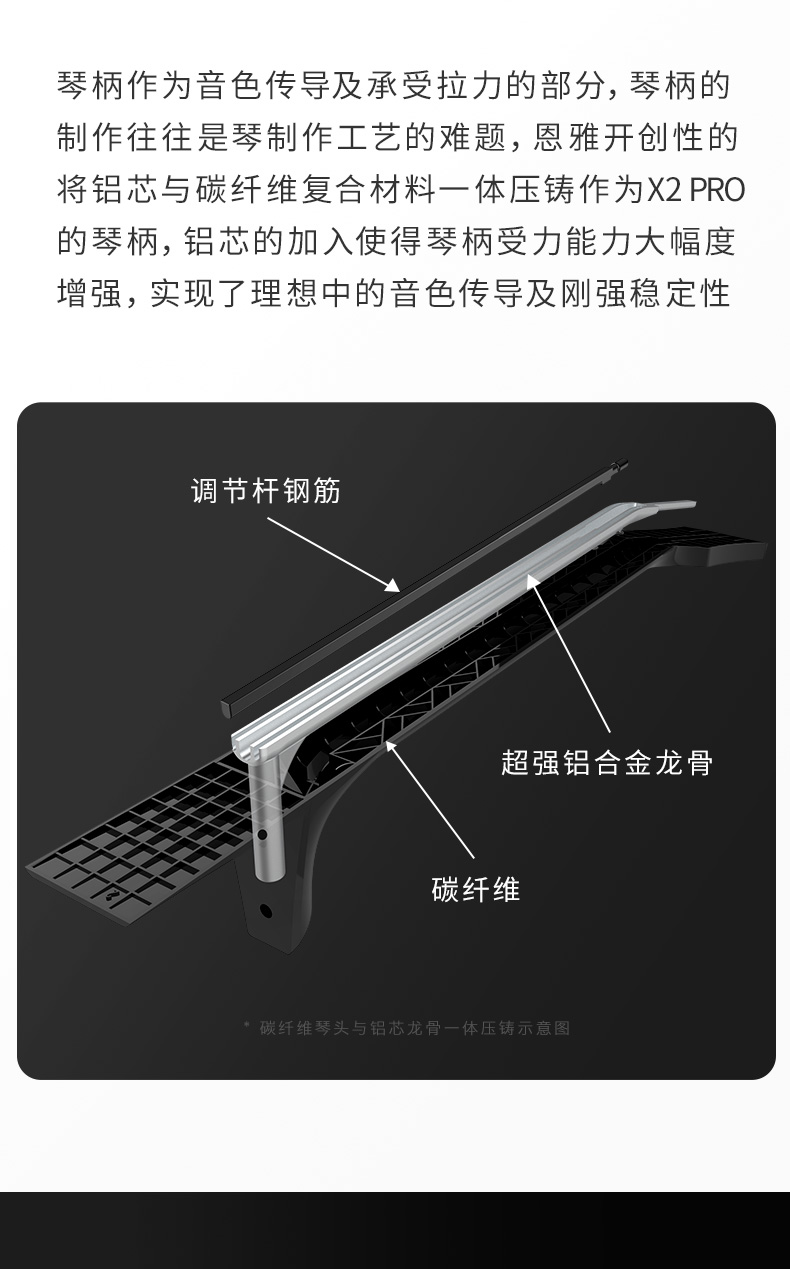 琴柄作为音色传导及承受拉力的部分，琴柄的
制作往往是琴制作工艺的难题，恩雅开创性的
将铝芯与碳纤维复合材料一体压铸作为X2 PRO
的琴柄，铝芯的加入使得琴柄受力能力大幅度
增强，实现了理想中的音色传导及刚强稳定性
调节杆钢筋
超强铝合金龙骨
碳纤维
* 碳纤维琴头与铝芯龙骨一体压铸示意图